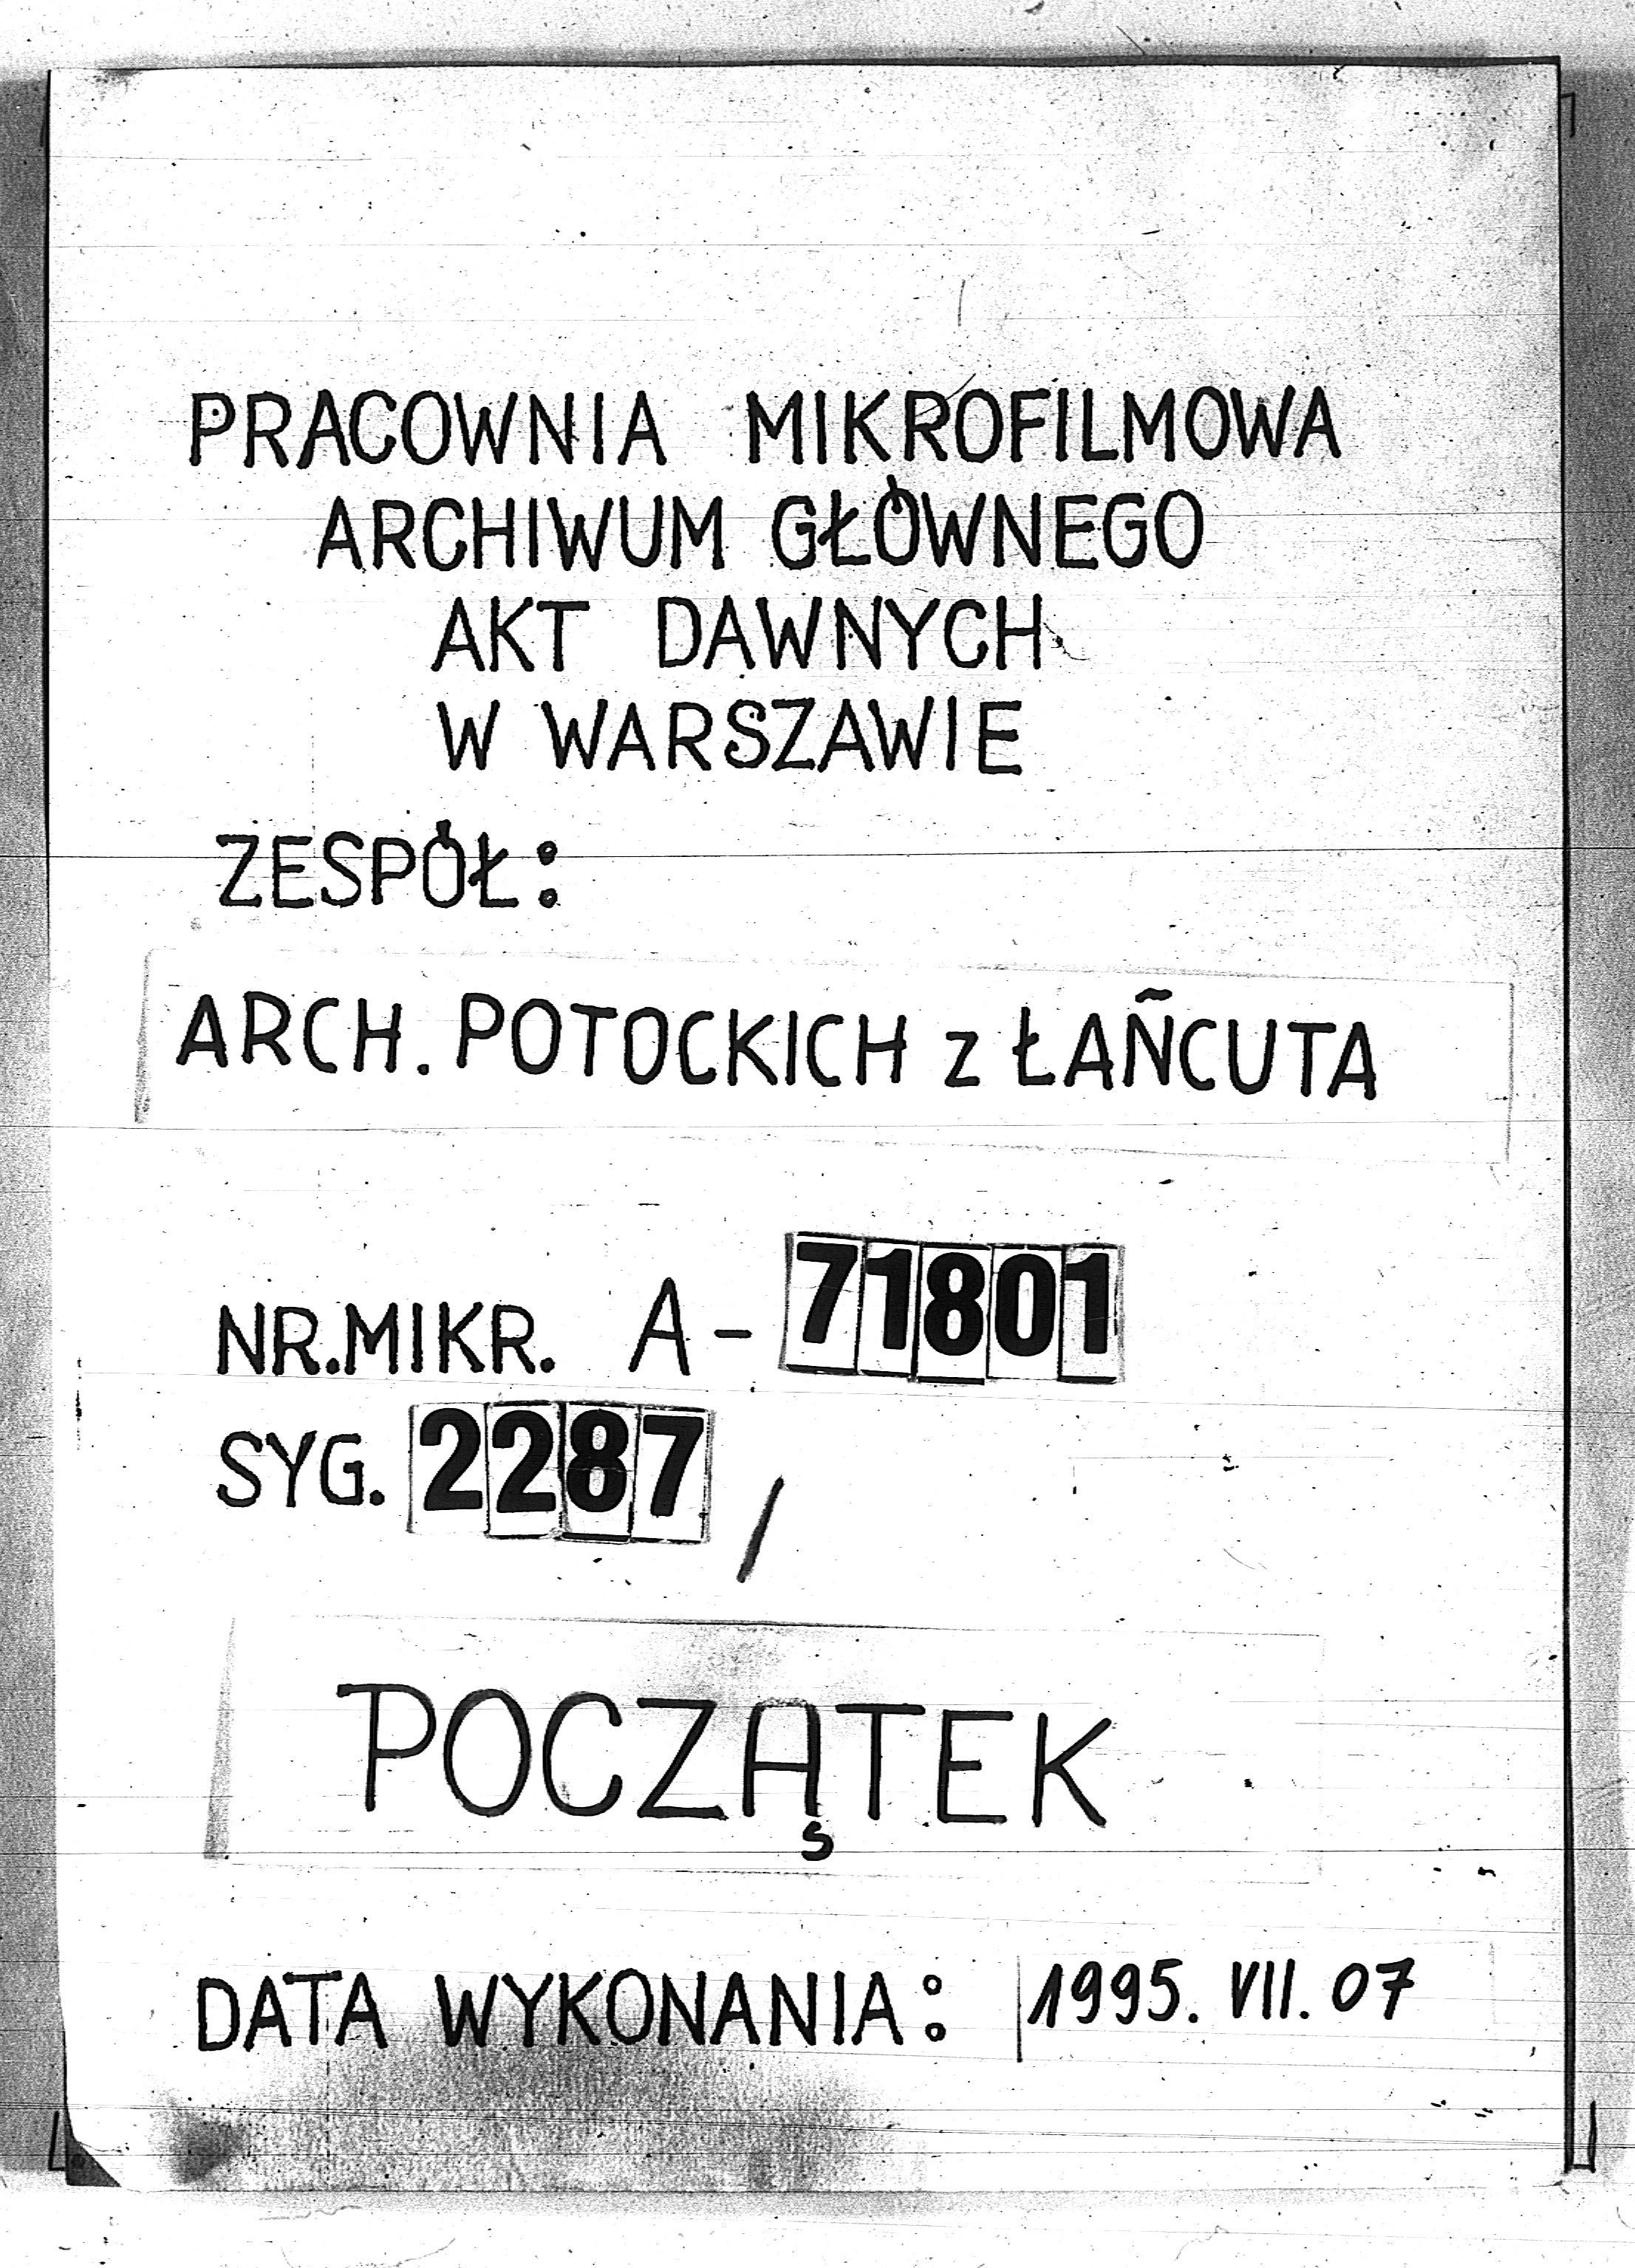 PRACOWNIA MIKROFILMOWA
ARCHIWUM GŁÓWNEGO
AKT DAWNYCH
W WARSZAWIE
ZESPÓŁ:
ARCH. POTOCKICH z ŁAŃCUTA
NR.MIKR. A-71801
SYG. 2287 /
POCZĄTEK
DATA WYKONANIA: 1995. VII. 07